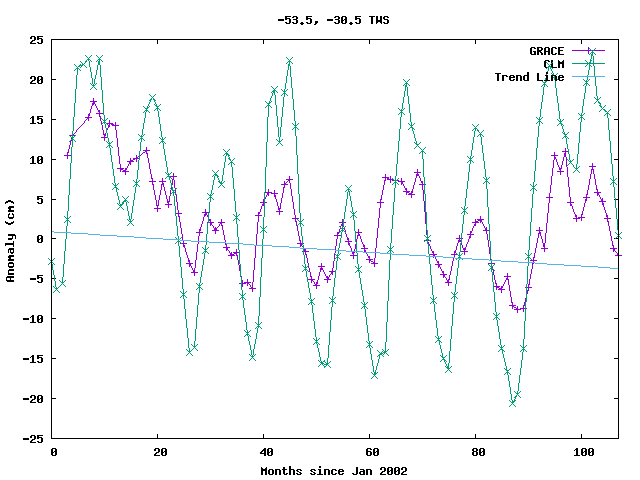 -53.5, -30.5 TWS
GRACE
CLM
Trend Line
25
20
15
10
5
0
-5
-10
-15
-20
-25
Anomaly (cm)
0 20 40 60 80 100
Months since Jan 2002